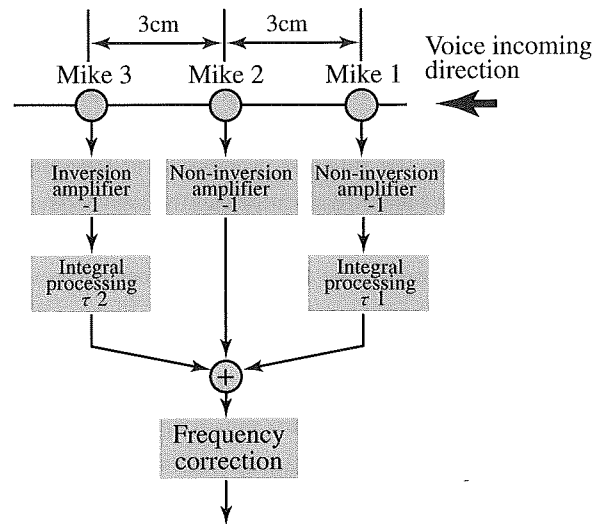 3cm 3cm
Mike 3 Mike 2 Mike 1
Voice incoming
direction
Inversion
amplifier
-1
Non-inversion
amplifier
-1
Non-inversion
amplifier
-1
Integral
processing
τ 2
Integral
processing
τ 1
+
Frequency
correction